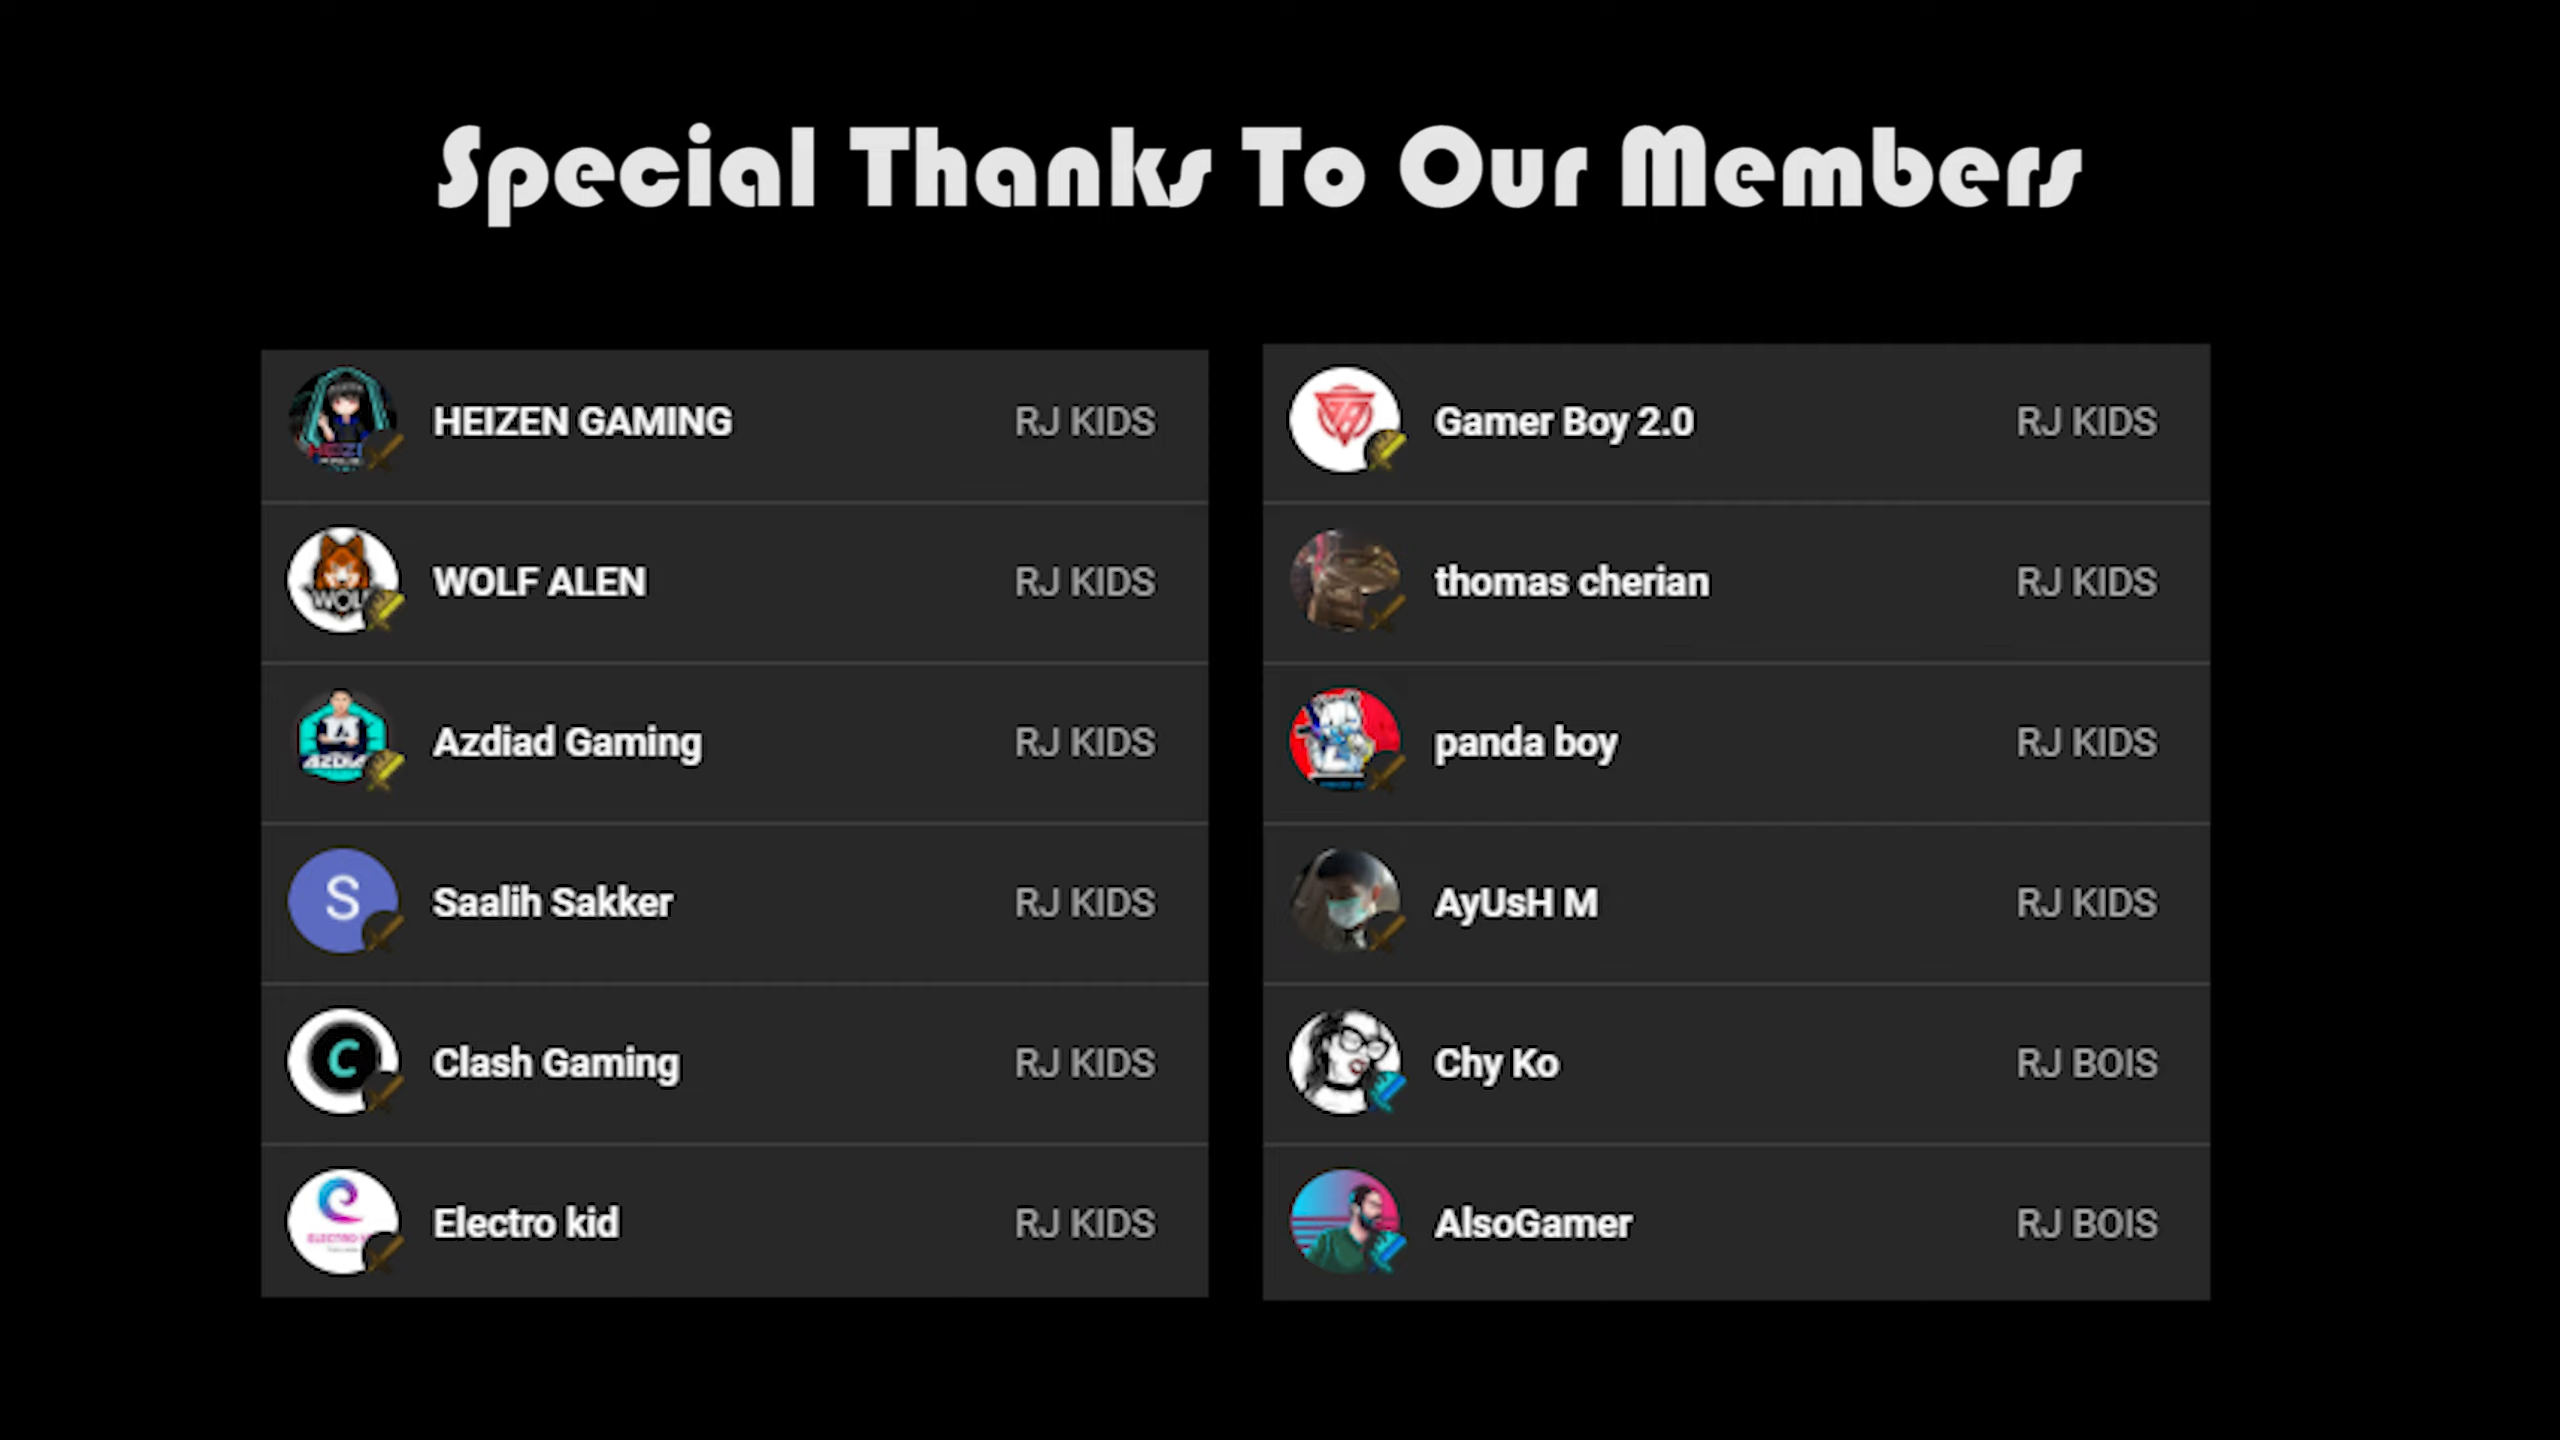 Special Thanks To Our Members
HEIZEN GAMING RJ KIDS
WOLF ALEN RJ KIDS
Azdiad Gaming RJ KIDS
S
Saalih Sakker RJ KIDS
C
Clash Gaming RJ KIDS
Electro kid RJ KIDS
Gamer Boy 2.0 RJ KIDS
thomas cherian RJ KIDS
panda boy RJ KIDS
AyUsH M RJ KIDS
Chy Ko RJ BOIS
AlsoGamer RJ BOIS